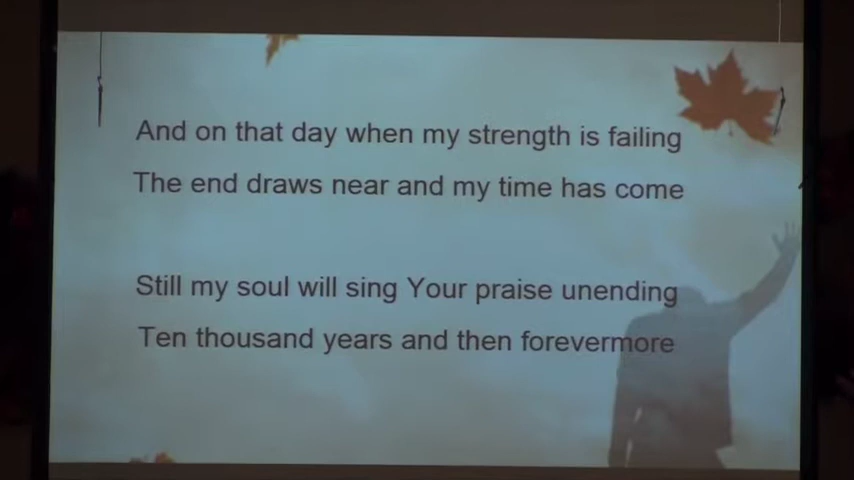 And on that day when my strength is failing
The end draws near and my time has come
Still my soul will sing Your praise unending
Ten thousand years and then forevermore